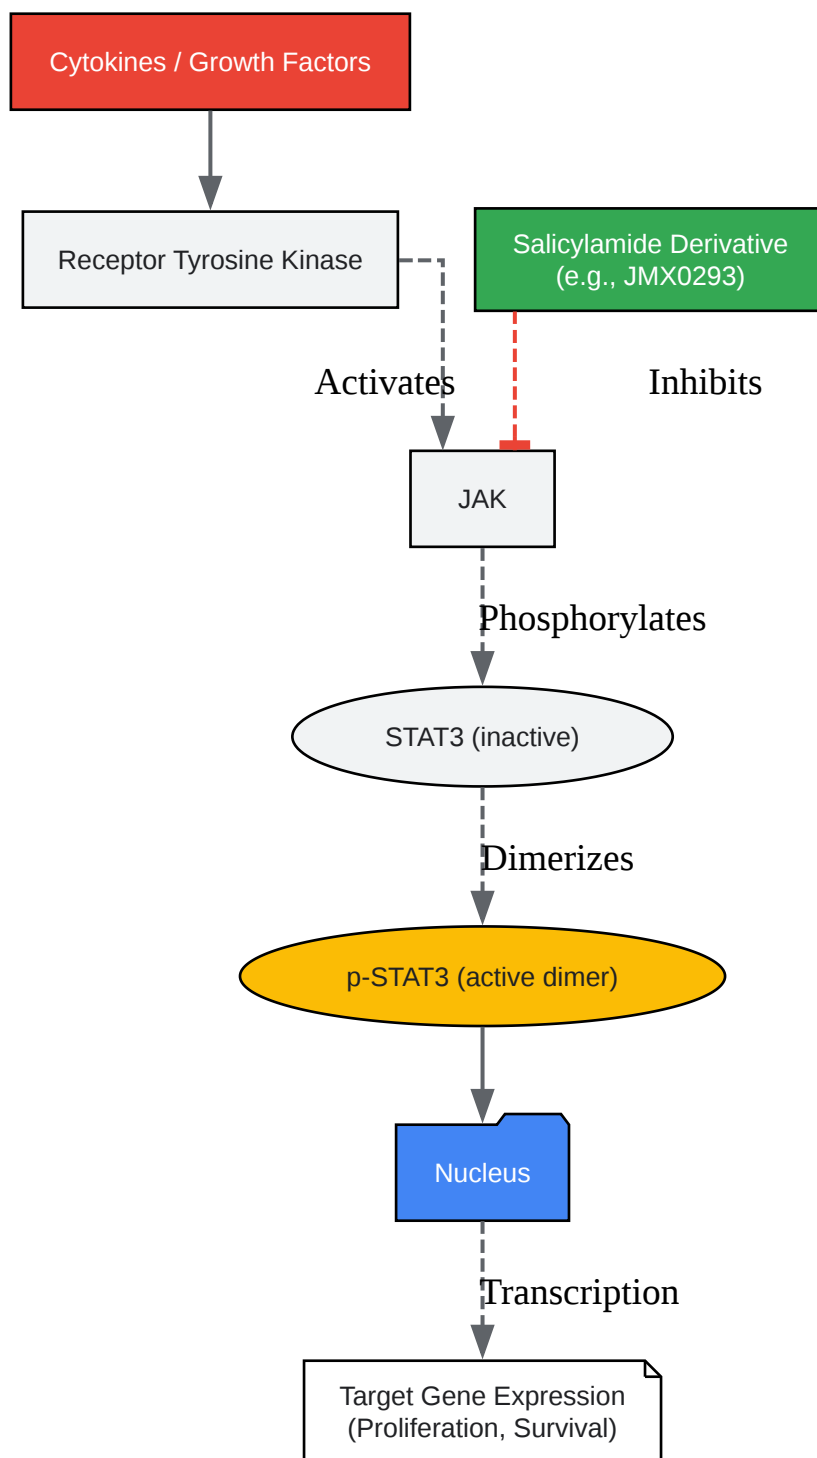 Cytokines / Growth Factors
Receptor Tyrosine Kinase
Salicylamide Derivative
(e.g., JMX0293)
Activates
Inhibits
JAK
Phosphorylates
STAT3 (inactive)
Dimerizes
p-STAT3 (active dimer)
Nucleus
Transcription
Target Gene Expression
(Proliferation, Survival)